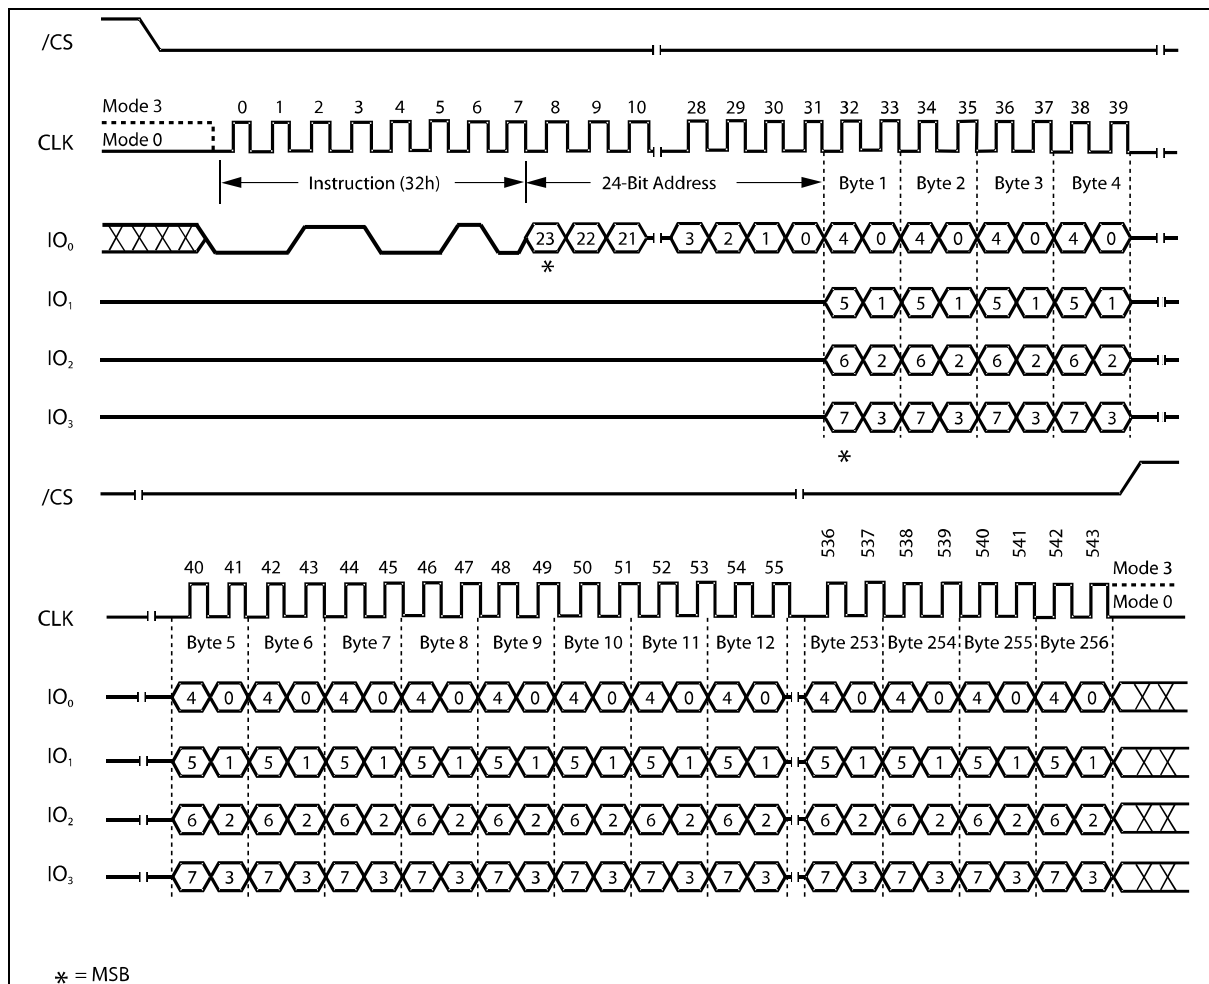 /CS
0 1 2 3 4 5 6 7 8 9 10 28 29 30 31 32 33 34 35 36 37 38 39
Mode 3
CLK
Mode 0
Instruction (32h) 24-Bit Address Byte 1 Byte 2 Byte 3 Byte 4
IO₀ 23 22 21 3 2 1 0 4 0 4 0 4 0 4 0
*
IO₁ 5 1 5 1 5 1 5 1
IO₂ 6 2 6 2 6 2 6 2
IO₃ 7 3 7 3 7 3 7 3
*
/CS
40 41 42 43 44 45 46 47 48 49 50 51 52 53 54 55 536 537 538 539 540 541 542 543
Mode 3
CLK
Mode 0
Byte 5 Byte 6 Byte 7 Byte 8 Byte 9 Byte 10 Byte 11 Byte 12 Byte 253 Byte 254 Byte 255 Byte 256
IO₀ 4 0 4 0 4 0 4 0 4 0 4 0 4 0 4 0 4 0 4 0 4 0 4 0
IO₁ 5 1 5 1 5 1 5 1 5 1 5 1 5 1 5 1 5 1 5 1 5 1 5 1
IO₂ 6 2 6 2 6 2 6 2 6 2 6 2 6 2 6 2 6 2 6 2 6 2 6 2
IO₃ 7 3 7 3 7 3 7 3 7 3 7 3 7 3 7 3 7 3 7 3 7 3 7 3
* = MSB